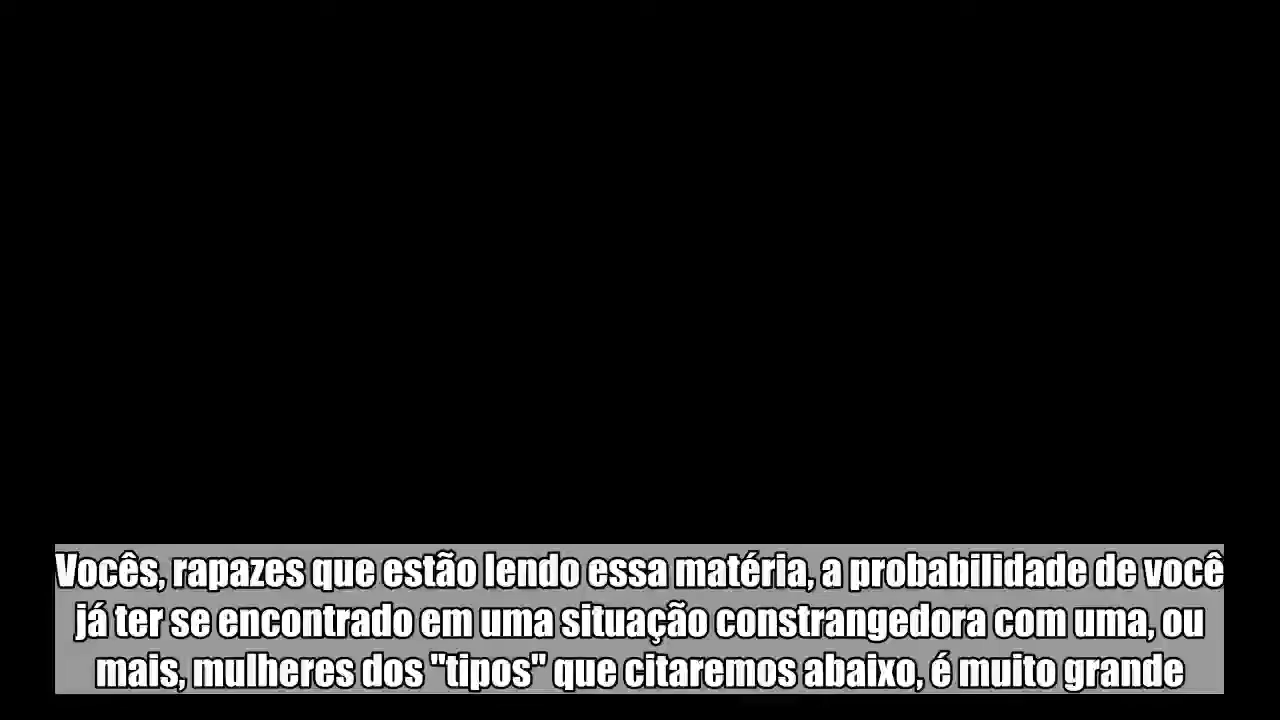 Vocês, rapazes que estão lendo essa matéria, a probabilidade de você
já ter se encontrado em uma situação constrangedora com uma, ou
mais, mulheres dos "tipos" que citaremos abaixo, é muito grande